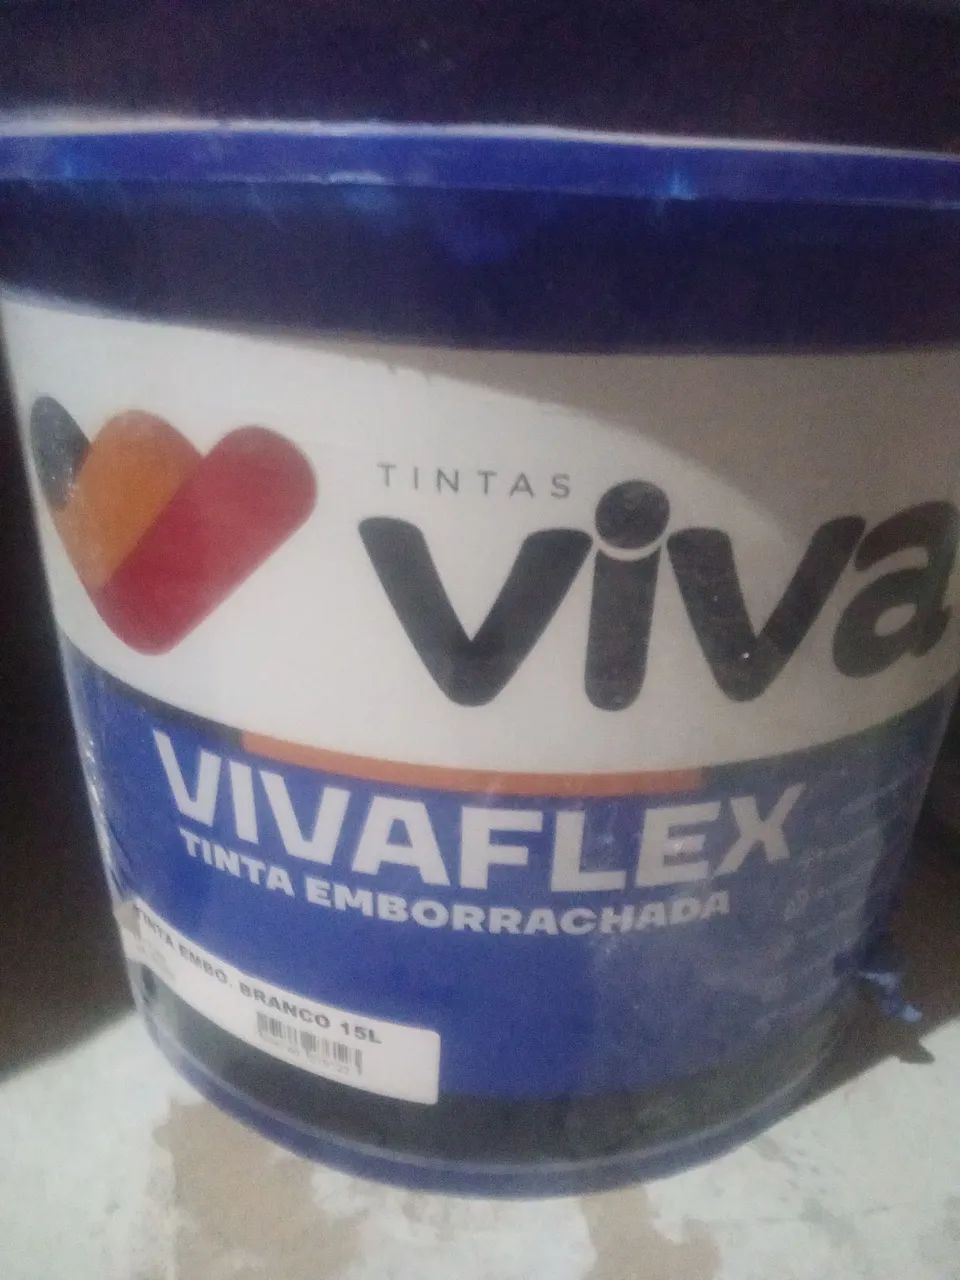 TINTAS
viva
VIVAFLEX
TINTA EMBORRACHADA
TINTA EMBO. BRANCO 15L